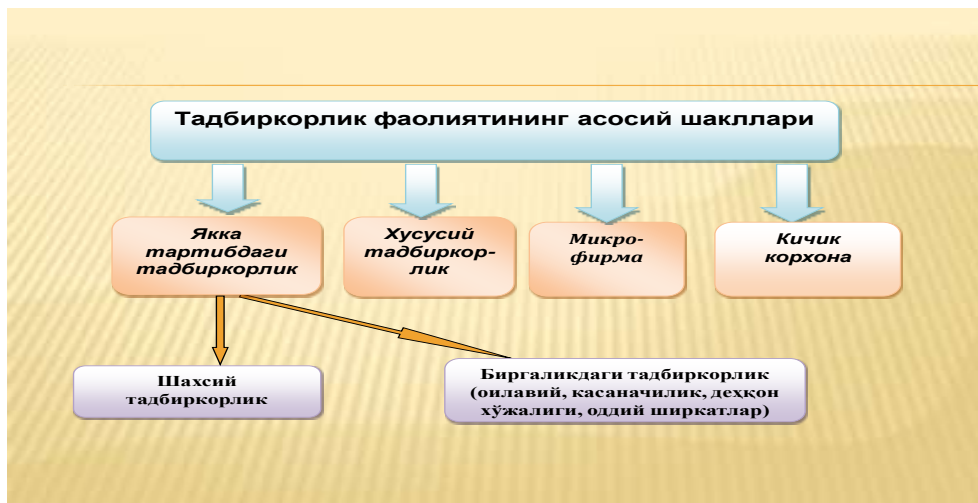 Тадбиркорлик фаолиятининг асосий шакллари
Якка
тартибдаги
тадбиркорлик
Хусусий
тадбиркор-
лик
Микро-
фирма
Кичик
корхона
Шахсий
тадбиркорлик
Биргаликдаги тадбиркорлик
(оилавий, касаначилик, деҳқон
хўжалиги, оддий ширкатлар)